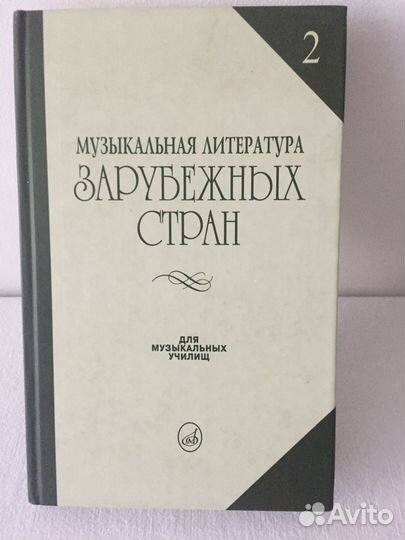 2
МУЗЫКАЛЬНАЯ ЛИТЕРАТУРА
ЗАРУБЕЖНЫХ
СТРАН
ДЛЯ
МУЗЫКАЛЬНЫХ
УЧИЛИЩ
Avito